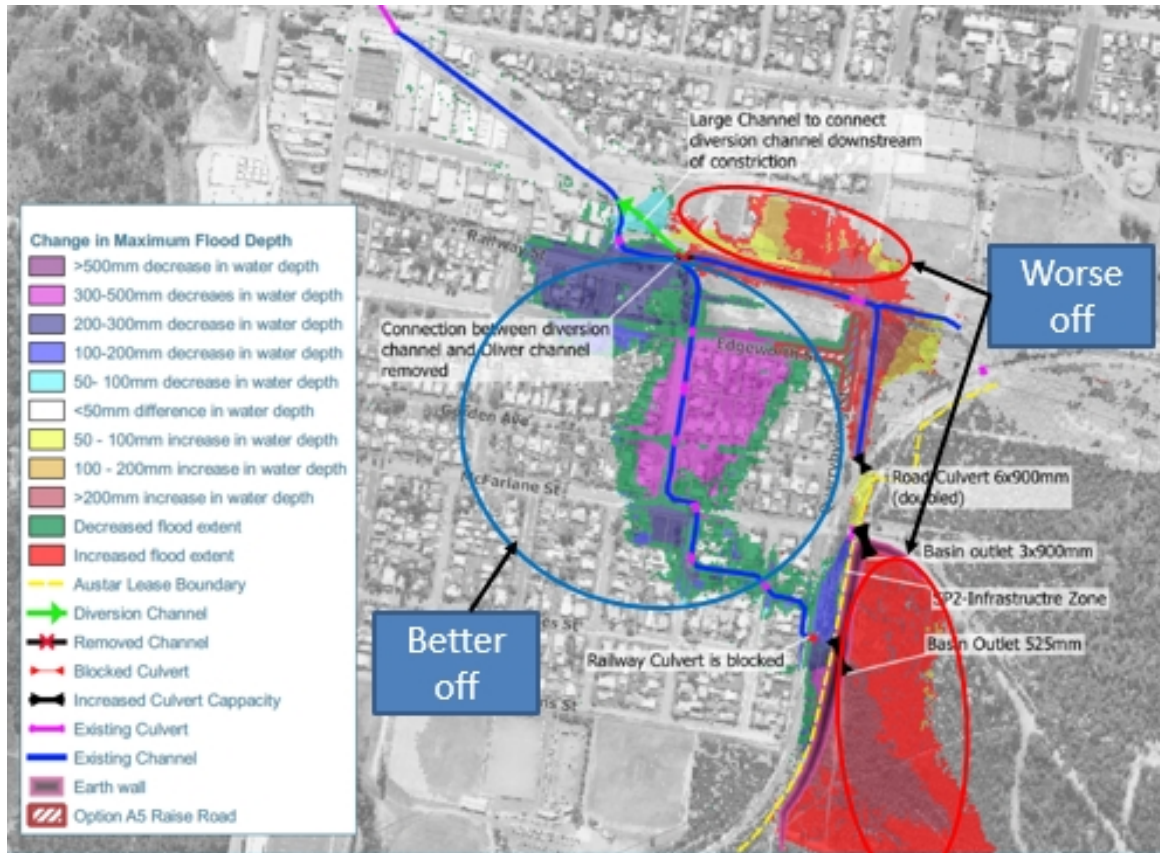 Large Channel to connect
diversion channel downstream
of constriction
Change in Maximum Flood Depth
>500mm decrease in water depth
300-500mm decreaes in water depth
200-300mm decrease in water depth
100-200mm decrease in water depth
50- 100mm decrease in water depth
<50mm difference in water depth
50 - 100mm increase in water depth
100 - 200mm increase in water depth
>200mm increase in water depth
Decreased flood extent
Increased flood extent
Austar Lease Boundary
Diversion Channel
Removed Channel
Blocked Culvert
Increased Culvert Cappacity
Existing Culvert
Existing Channel
Earth wall
Option A5 Raise Road
Railway St
Worse
off
Connection between diversion
channel and Oliver channel
removed
Edgeworth St
McFarlane St
Road Culvert 6x900mm
(doubled)
Basin outlet 3x900mm
SP2-Infrastructre Zone
Better
off
Basin Outlet 525mm
Railway Culvert is blocked